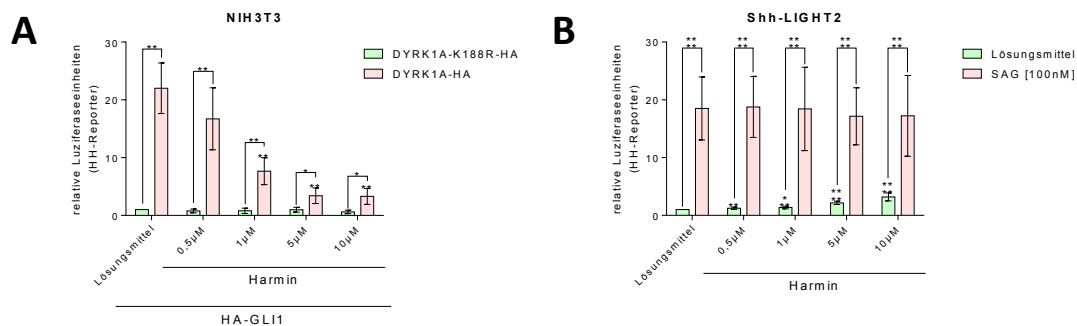 A
NIH3T3
relative Luziferaseeinheiten
(HH-Reporter)
30
20
10
0
DYRK1A-K188R-HA
DYRK1A-HA
**
**
**
**
*
**
*
**
Lösungsmittel
0,5µM
1µM
5µM
10µM
Harmin
HA-GLI1
B
Shh-LIGHT2
relative Luziferaseeinheiten
(HH-Reporter)
30
20
10
0
Lösungsmittel
SAG [100nM]
**
**
**
**
**
**
**
**
**
**
**
*
**
**
**
**
**
Lösungsmittel
0,5µM
1µM
5µM
10µM
Harmin